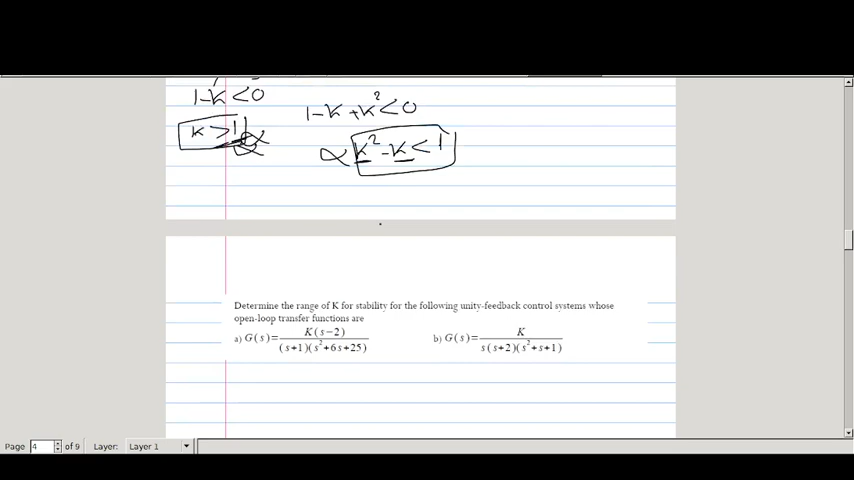 1-K<0
1-K+K²<0
K>1
K²-K<1
Determine the range of K for stability for the following unity-feedback control systems whose
open-loop transfer functions are
a) G(s)= K(s-2) / (s+1)(s²+6s+25)
b) G(s)= K / s(s+2)(s²+s+1)
Page 4 of 9 Layer: Layer 1